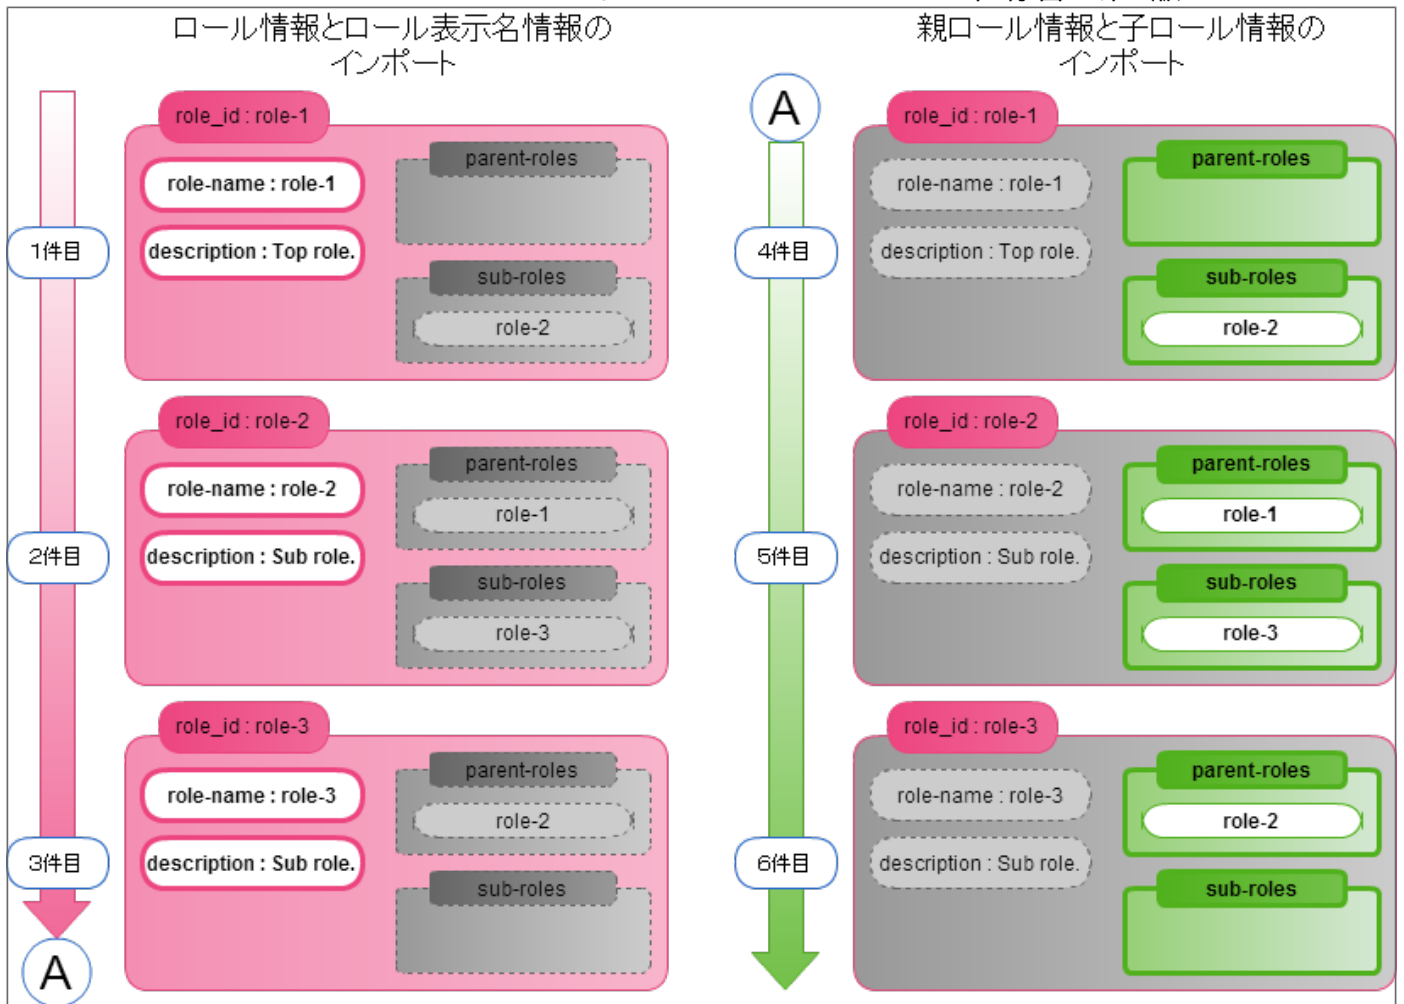 ロール情報とロール表示名情報の
インポート
role_id : role-1
role-name : role-1
description : Top role.
parent-roles
sub-roles
role-2
1件目
role_id : role-2
role-name : role-2
description : Sub role.
parent-roles
role-1
sub-roles
role-3
2件目
role_id : role-3
role-name : role-3
description : Sub role.
parent-roles
role-2
sub-roles
3件目
A
親ロール情報と子ロール情報の
インポート
A
role_id : role-1
role-name : role-1
description : Top role.
parent-roles
sub-roles
role-2
4件目
role_id : role-2
role-name : role-2
description : Sub role.
parent-roles
role-1
sub-roles
role-3
5件目
role_id : role-3
role-name : role-3
description : Sub role.
parent-roles
role-2
sub-roles
6件目